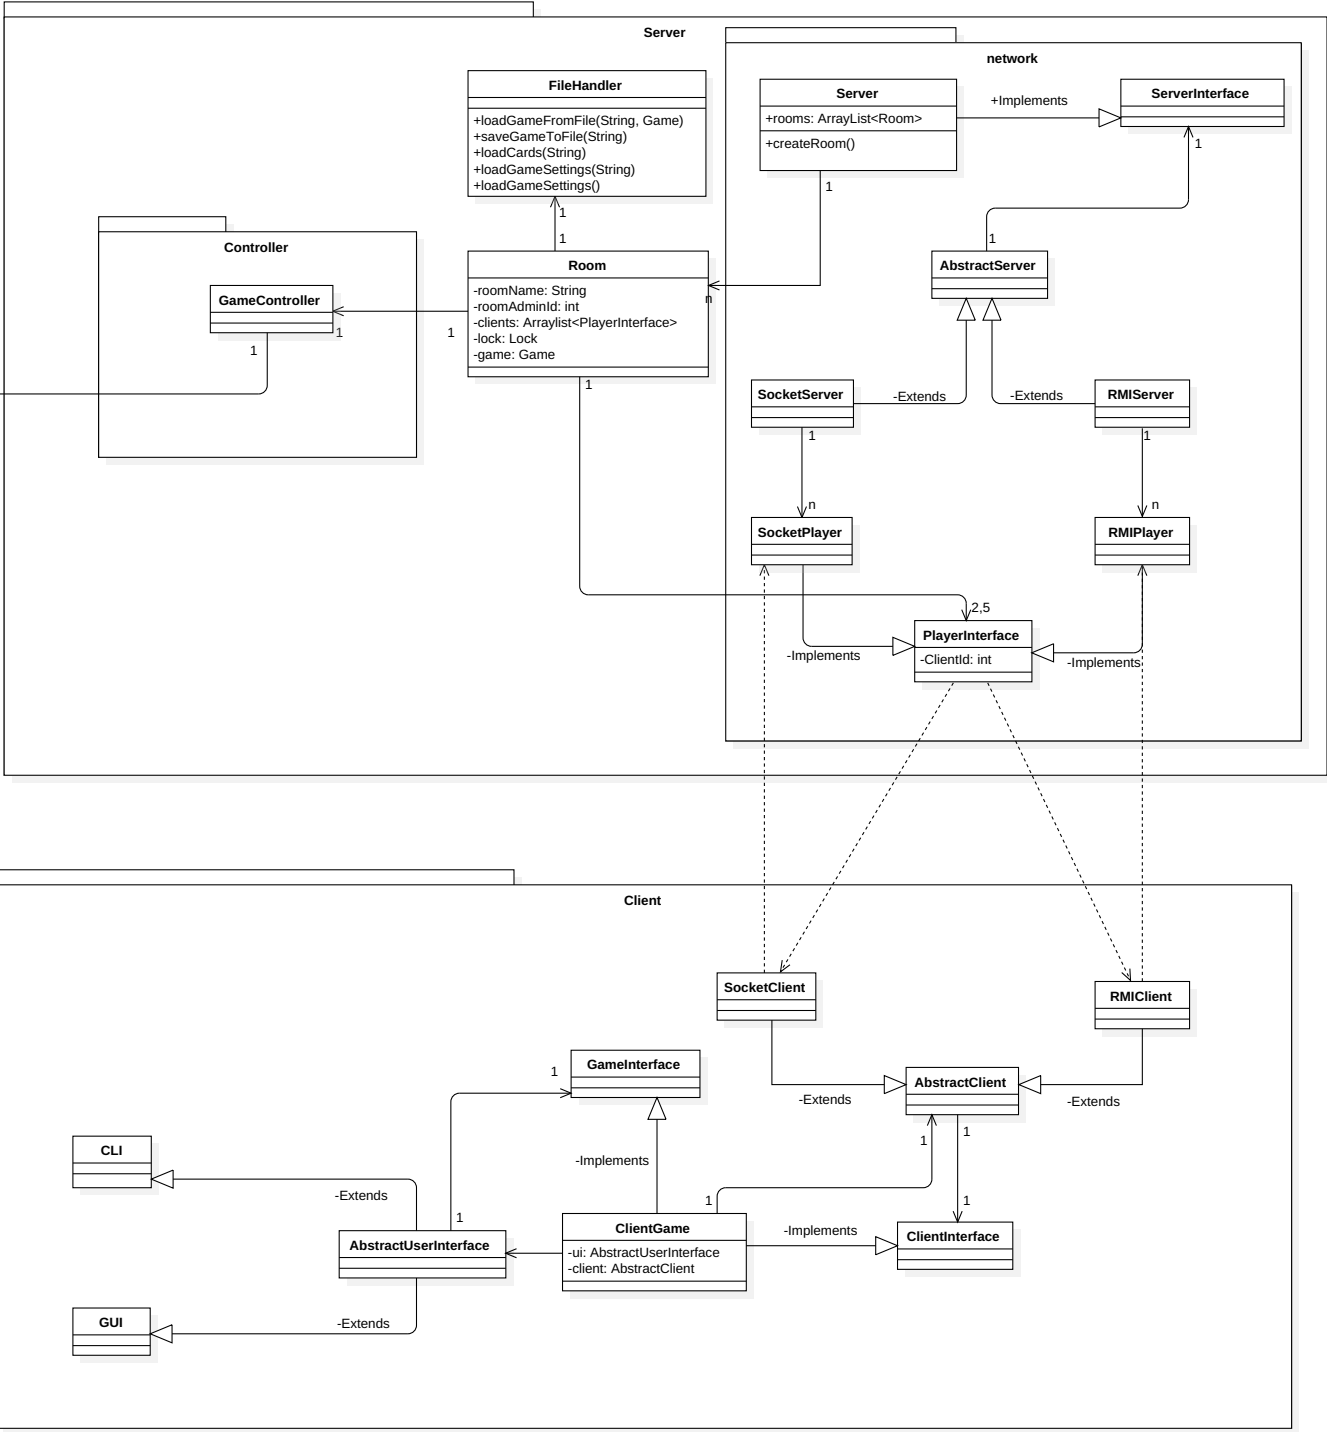 Server
network
FileHandler
+loadGameFromFile(String, Game)
+saveGameToFile(String)
+loadCards(String)
+loadGameSettings(String)
+loadGameSettings()
Server
+rooms: ArrayList<Room>
+createRoom()
+Implements
ServerInterface
1
1
1
1
1
n
Controller
GameController
1
1
1
Room
-roomName: String
-roomAdminId: int
-clients: Arraylist<PlayerInterface>
-lock: Lock
-game: Game
1
AbstractServer
SocketServer
-Extends
-Extends
RMIServer
1
1
n
n
SocketPlayer
RMIPlayer
2,5
PlayerInterface
-ClientId: int
-Implements
-Implements
Client
SocketClient
RMIClient
GameInterface
1
AbstractClient
-Extends
-Extends
1
1
CLI
-Implements
-Extends
1
1
1
AbstractUserInterface
ClientGame
-ui: AbstractUserInterface
-client: AbstractClient
-Implements
ClientInterface
GUI
-Extends